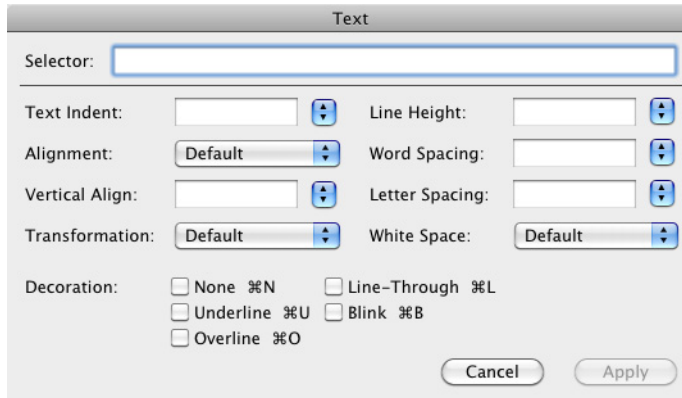 Text
Selector:
Text Indent: Line Height:
Alignment: Default Word Spacing:
Vertical Align: Letter Spacing:
Transformation: Default White Space: Default
Decoration: None ⌘N Line-Through ⌘L
Underline ⌘U Blink ⌘B
Overline ⌘O
Cancel Apply